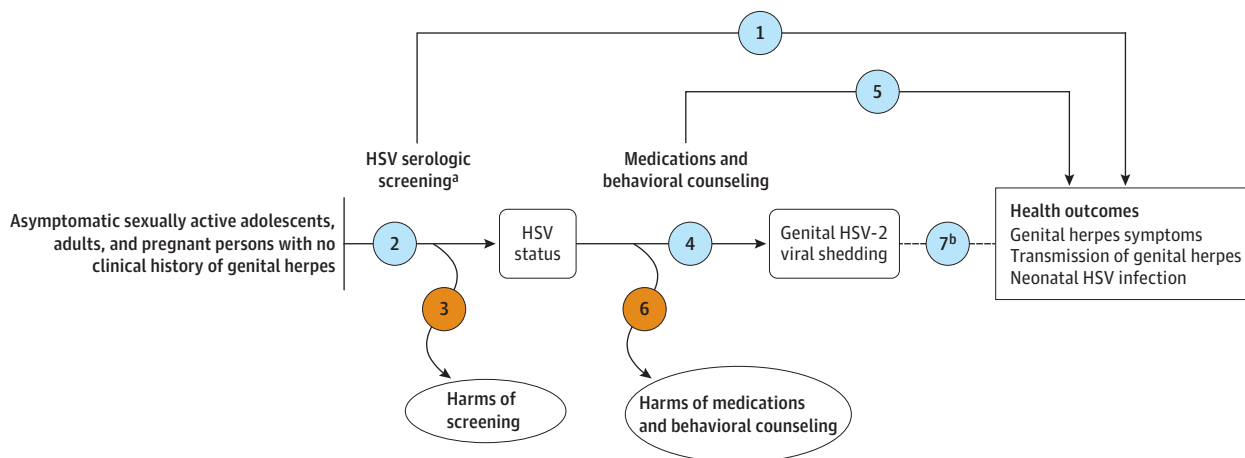 1
5
HSV serologic
screeningᵃ
Medications and
behavioral counseling
Asymptomatic sexually active adolescents,
adults, and pregnant persons with no
clinical history of genital herpes
2
HSV
status
4
Genital HSV-2
viral shedding
7ᵇ
Health outcomes
Genital herpes symptoms
Transmission of genital herpes
Neonatal HSV infection
3
6
Harms of
screening
Harms of medications
and behavioral counseling